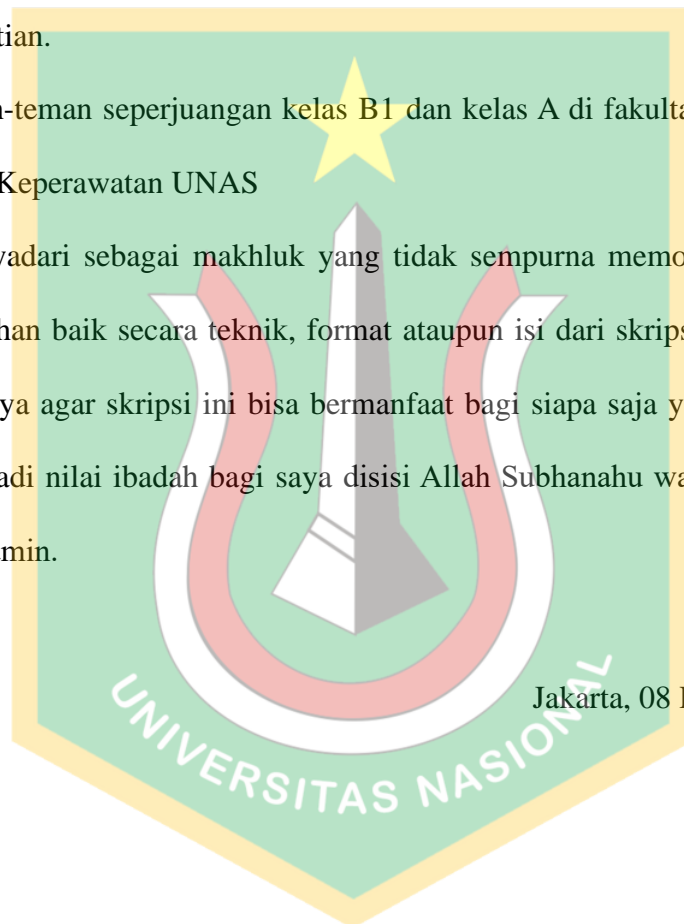 tian.
n-teman seperjuangan kelas B1 dan kelas A di fakulta
Keperawatan UNAS
yadari sebagai makhluk yang tidak sempurna memo
han baik secara teknik, format ataupun isi dari skrips
ya agar skripsi ini bisa bermanfaat bagi siapa saja y
adi nilai ibadah bagi saya disisi Allah Subhanahu wa
amin.
Jakarta, 08
UNIVERSITAS NASIONAL